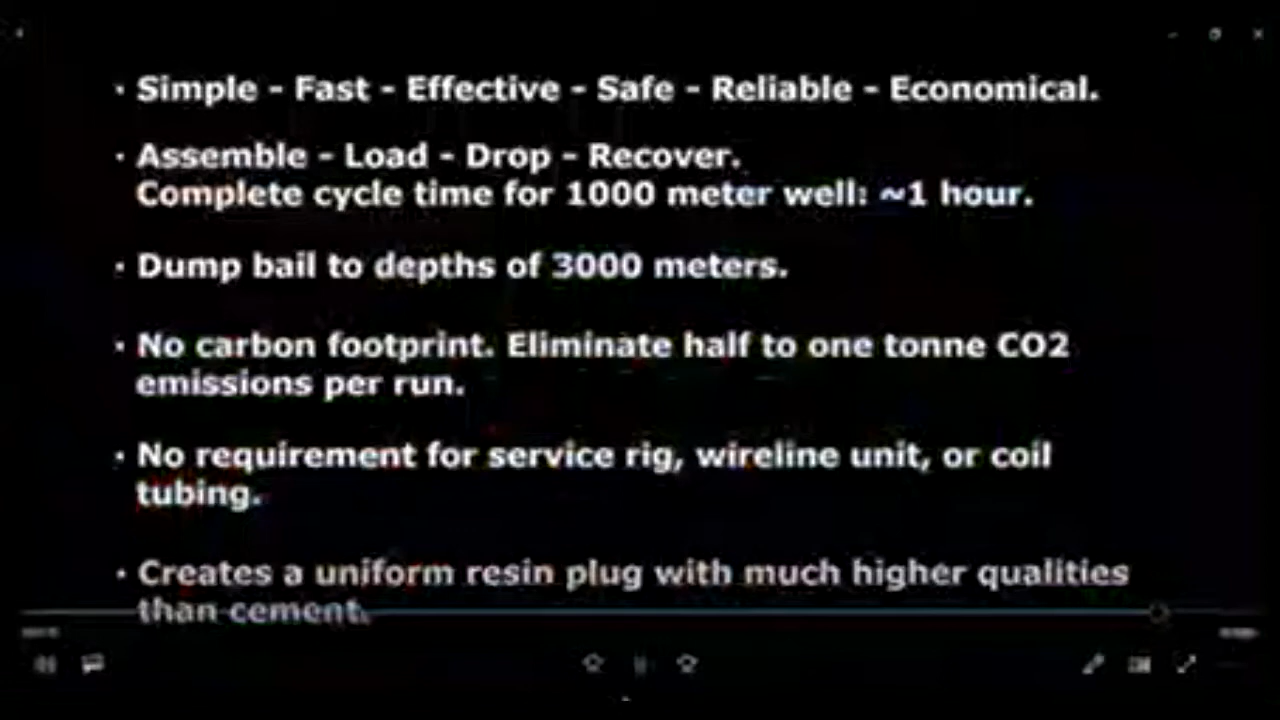 · Simple - Fast - Effective - Safe - Reliable - Economical.
· Assemble - Load - Drop - Recover.
Complete cycle time for 1000 meter well: ~1 hour.
· Dump bail to depths of 3000 meters.
· No carbon footprint. Eliminate half to one tonne CO2
emissions per run.
· No requirement for service rig, wireline unit, or coil
tubing.
· Creates a uniform resin plug with much higher qualities
than cement.